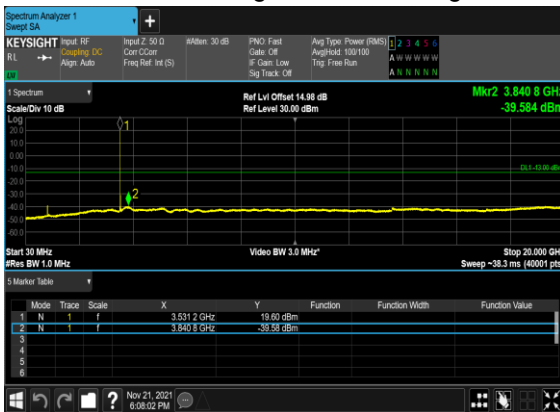 Spectrum Analyzer 1
Swept SA
+
KEYSIGHT Input: RF Input Z: 50 Ω #Atten: 30 dB PNO: Fast Avg Type: Power (RMS) 1 2 3 4 5 6
RL Coupling: DC Corr CCorr Gate: Off Avg|Hold: 100/100 A W W W W W
Align: Auto Freq Ref: Int (S) IF Gain: Low Trig: Free Run
Sig Track: Off A N N N N N
1 Spectrum Ref Lvl Offset 14.98 dB Mkr2 3.840 8 GHz
Scale/Div 10 dB Ref Level 30.00 dBm -39.584 dBm
Log
20.0
10.0
0.00
-10.0
-20.0
-30.0
-40.0
-50.0
-60.0
1
DL1 -13.00 dBm
2
Start 30 MHz Video BW 3.0 MHz* Stop 20.000 GHz
#Res BW 1.0 MHz Sweep ~38.3 ms (40001 pts)
5 Marker Table
Mode Trace Scale X Y Function Function Width Function Value
1 N 1 f 3.531 2 GHz 19.60 dBm
2 N 1 f 3.840 8 GHz -39.58 dBm
3
4
5
6
? Nov 21, 2021
6:08:02 PM